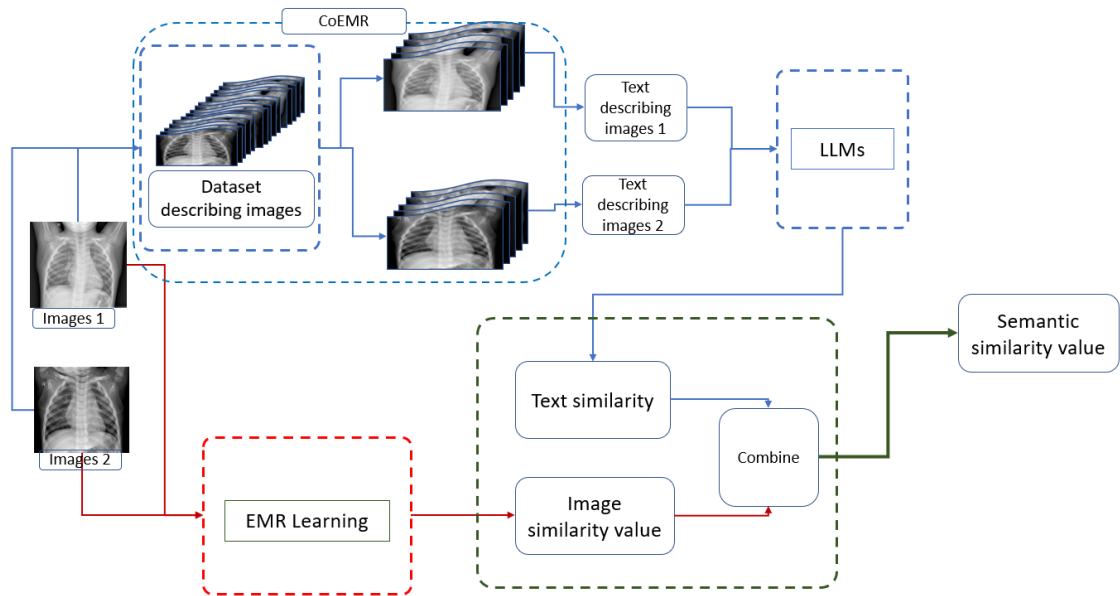 CoEMR
Dataset
describing images
Text
describing
images 1
Text
describing
images 2
LLMs
Images 1
Images 2
EMR Learning
Text similarity
Image
similarity value
Combine
Semantic
similarity value